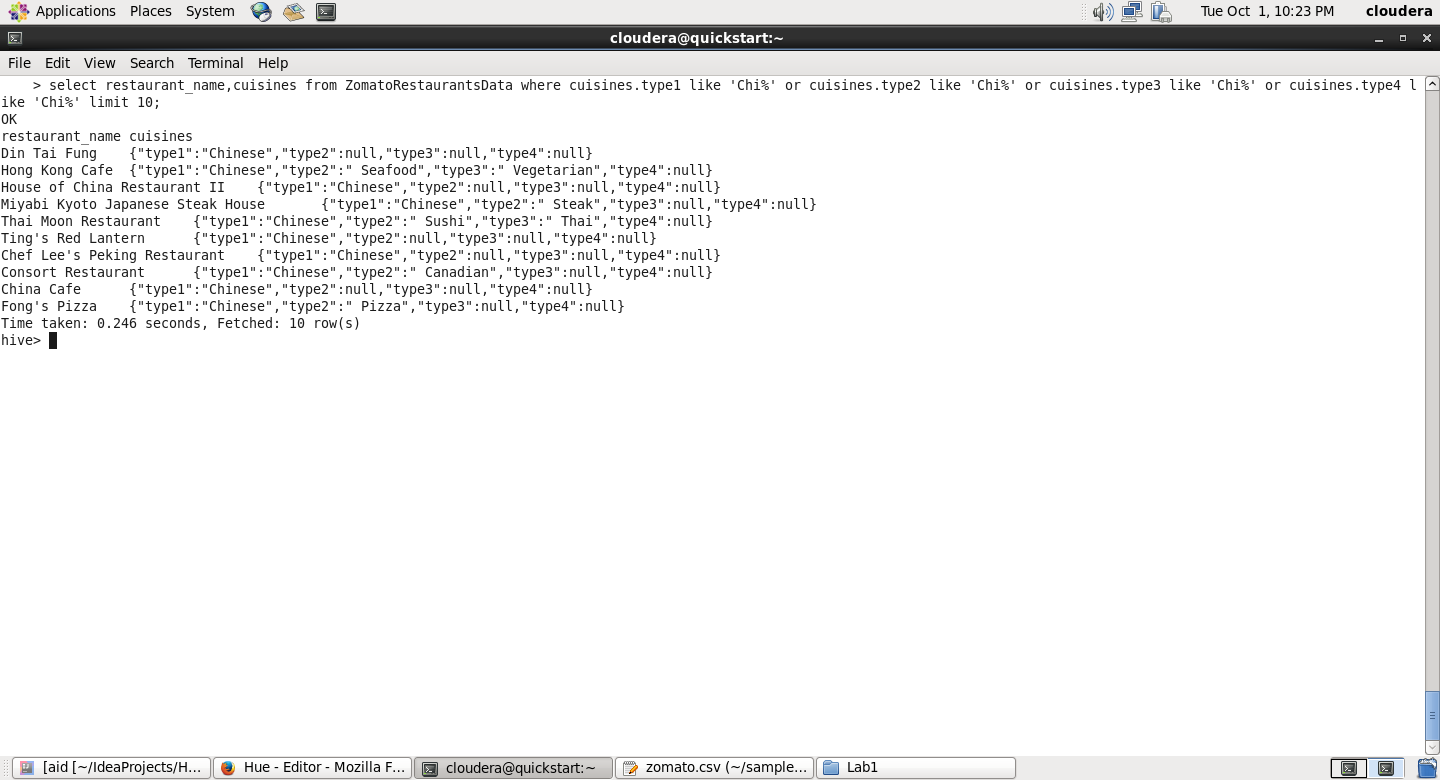 Applications Places System Tue Oct 1, 10:23 PM cloudera
cloudera@quickstart:~
File Edit View Search Terminal Help
    > select restaurant_name,cuisines from ZomatoRestaurantsData where cuisines.type1 like 'Chi%' or cuisines.type2 like 'Chi%' or cuisines.type3 like 'Chi%' or cuisines.type4 l
ike 'Chi%' limit 10;
OK
restaurant_name cuisines
Din Tai Fung    {"type1":"Chinese","type2":null,"type3":null,"type4":null}
Hong Kong Cafe  {"type1":"Chinese","type2":" Seafood","type3":" Vegetarian","type4":null}
House of China Restaurant II    {"type1":"Chinese","type2":null,"type3":null,"type4":null}
Miyabi Kyoto Japanese Steak House       {"type1":"Chinese","type2":" Steak","type3":null,"type4":null}
Thai Moon Restaurant    {"type1":"Chinese","type2":" Sushi","type3":" Thai","type4":null}
Ting's Red Lantern      {"type1":"Chinese","type2":null,"type3":null,"type4":null}
Chef Lee's Peking Restaurant    {"type1":"Chinese","type2":null,"type3":null,"type4":null}
Consort Restaurant      {"type1":"Chinese","type2":" Canadian","type3":null,"type4":null}
China Cafe      {"type1":"Chinese","type2":null,"type3":null,"type4":null}
Fong's Pizza    {"type1":"Chinese","type2":" Pizza","type3":null,"type4":null}
Time taken: 0.246 seconds, Fetched: 10 row(s)
hive>
[aid [~/IdeaProjects/H... Hue - Editor - Mozilla F... cloudera@quickstart:~ zomato.csv (~/sample... Lab1